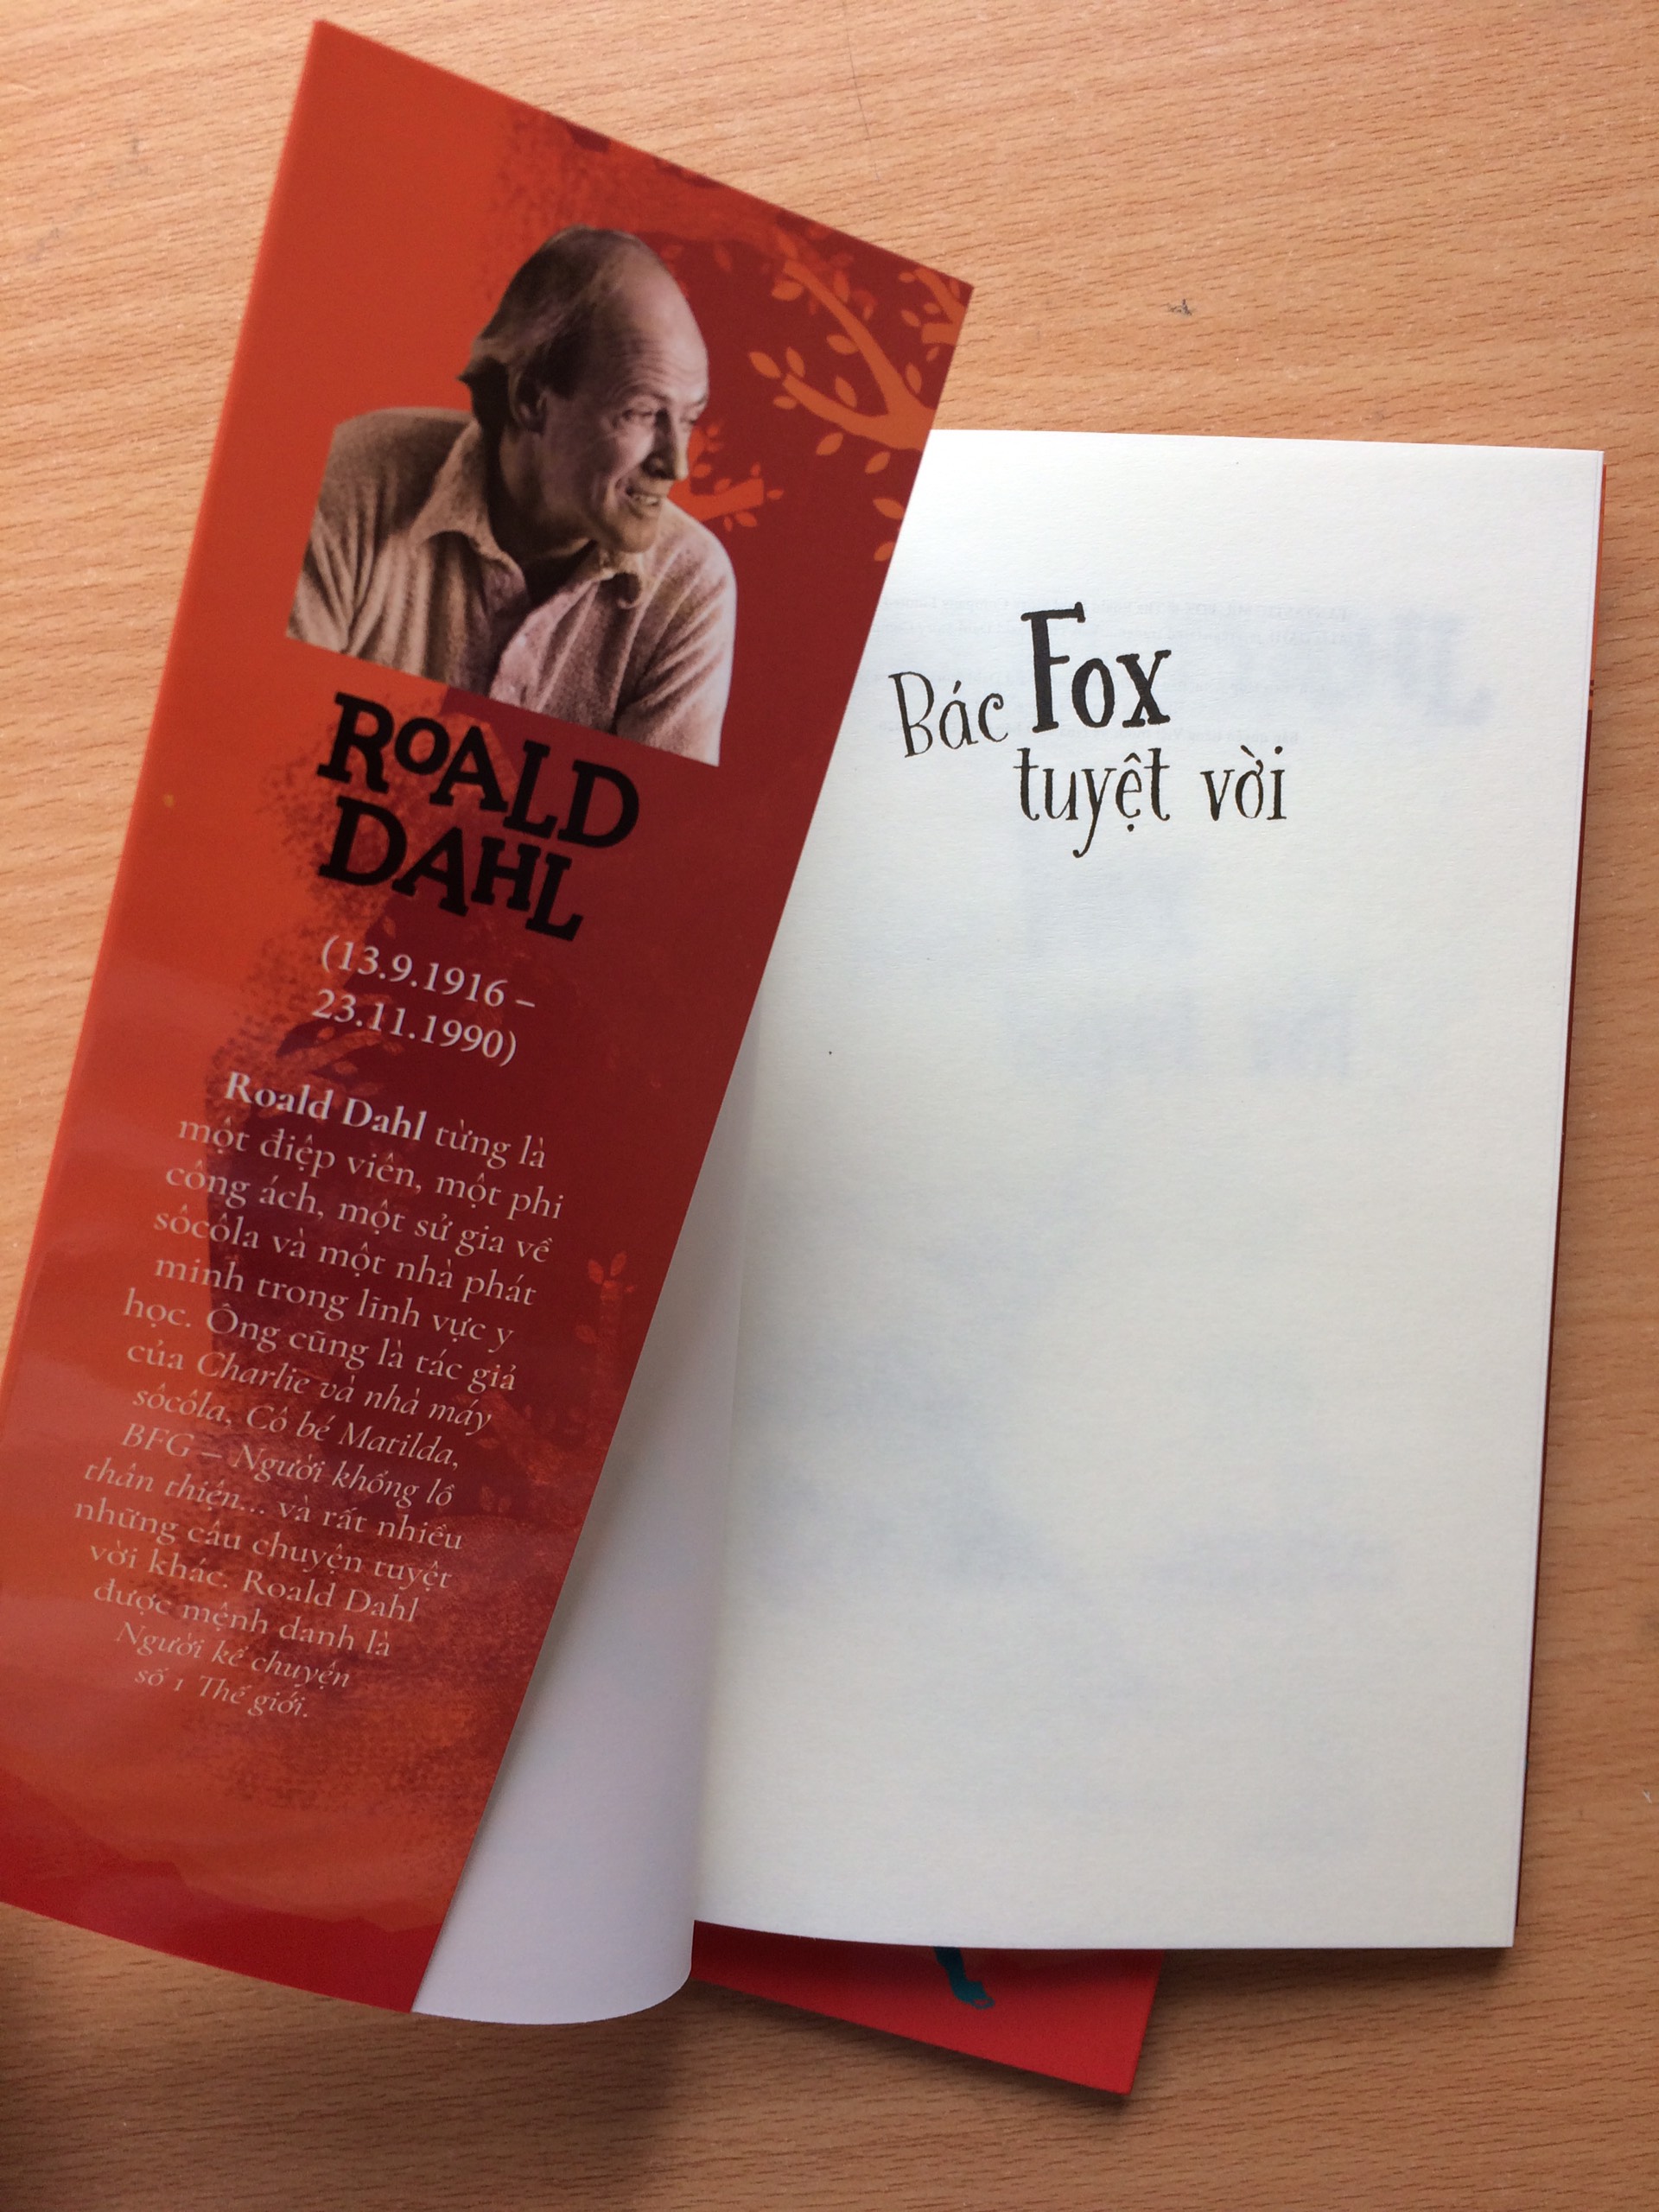 ROALD
DAHL
(13.9.1916 –
23.11.1990)
Roald Dahl từng là
một điệp viên, một phi
công ách, một sử gia về
sôcôla và một nhà phát
minh trong lĩnh vực y
học. Ông cũng là tác giả
của Charlie và nhà máy
sôcôla, Cô bé Matilda,
BFG – Người khổng lồ
thân thiện... và rất nhiều
những câu chuyện tuyệt
vời khác. Roald Dahl
được mệnh danh là
Người kể chuyện
số 1 Thế giới.
Bác Fox
tuyệt vời